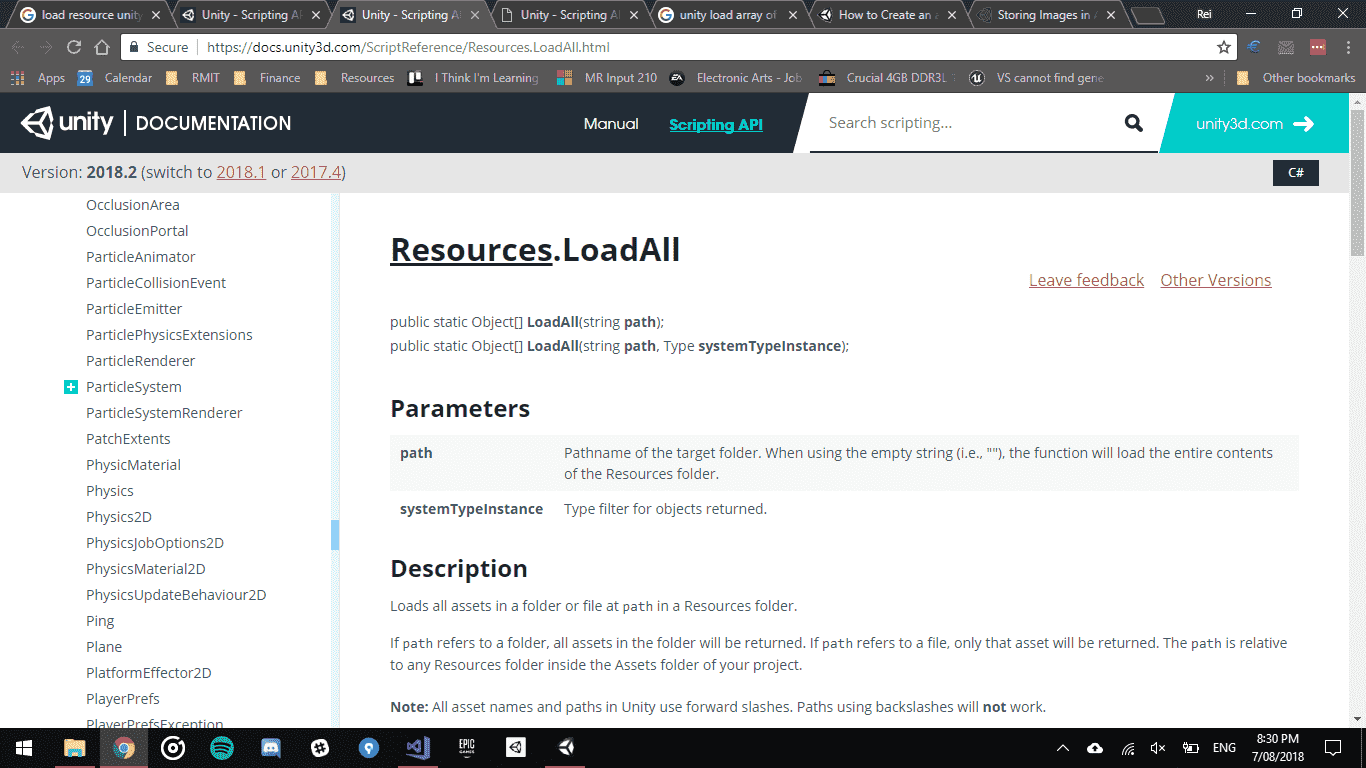 load resource unity
Unity - Scripting AP
Unity - Scripting AP
Unity - Scripting AP
unity load array of
How to Create an a
Storing Images in A
Rei
Secure
https://docs.unity3d.com/ScriptReference/Resources.LoadAll.html
Apps
29
Calendar
RMIT
Finance
Resources
I Think I'm Learning
MR Input 210
EA
Electronic Arts - Job
Crucial 4GB DDR3L
VS cannot find gene
»
Other bookmarks
unity | DOCUMENTATION
Manual
Scripting API
Search scripting...
unity3d.com
Version: 2018.2 (switch to 2018.1 or 2017.4)
C#
OcclusionArea
OcclusionPortal
ParticleAnimator
ParticleCollisionEvent
ParticleEmitter
ParticlePhysicsExtensions
ParticleRenderer
ParticleSystem
ParticleSystemRenderer
PatchExtents
PhysicMaterial
Physics
Physics2D
PhysicsJobOptions2D
PhysicsMaterial2D
PhysicsUpdateBehaviour2D
Ping
Plane
PlatformEffector2D
PlayerPrefs
PlayerPrefsException
Resources.LoadAll
Leave feedback
Other Versions
public static Object[] LoadAll(string path);
public static Object[] LoadAll(string path, Type systemTypeInstance);
Parameters
path
Pathname of the target folder. When using the empty string (i.e., ""), the function will load the entire contents
of the Resources folder.
systemTypeInstance
Type filter for objects returned.
Description
Loads all assets in a folder or file at path in a Resources folder.
If path refers to a folder, all assets in the folder will be returned. If path refers to a file, only that asset will be returned. The path is relative
to any Resources folder inside the Assets folder of your project.
Note: All asset names and paths in Unity use forward slashes. Paths using backslashes will not work.
EPIC
GAMES
ENG
8:30 PM
7/08/2018